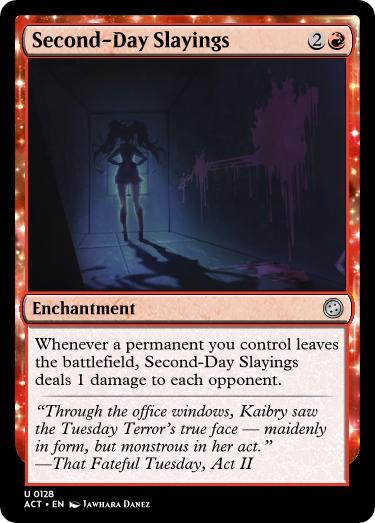 Second-Day Slayings 2
Enchantment
Whenever a permanent you control leaves
the battlefield, Second-Day Slayings
deals 1 damage to each opponent.
“Through the office windows, Kaibry saw
the Tuesday Terror’s true face — maidenly
in form, but monstrous in her act.”
—That Fateful Tuesday, Act II
U 0128
ACT • EN Jawhara Danez